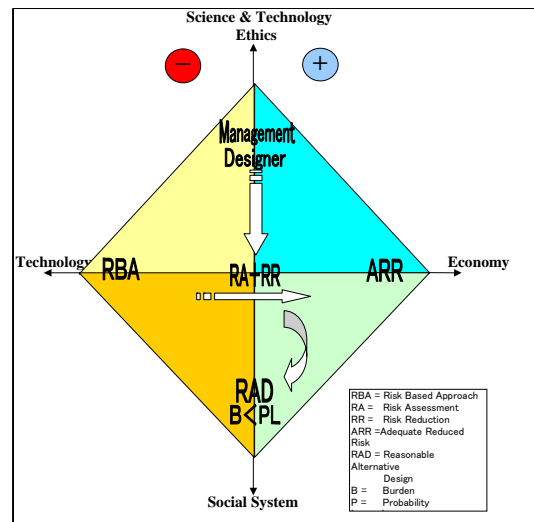 Science & Technology
Ethics
−
+
Management
Designer
Technology
RBA
RA+RR
ARR
Economy
RAD
B<PL
RBA = Risk Based Approach
RA = Risk Assessment
RR = Risk Reduction
ARR =Adequate Reduced
Risk
RAD = Reasonable
Alternative
Design
B = Burden
P = Probability
Social System